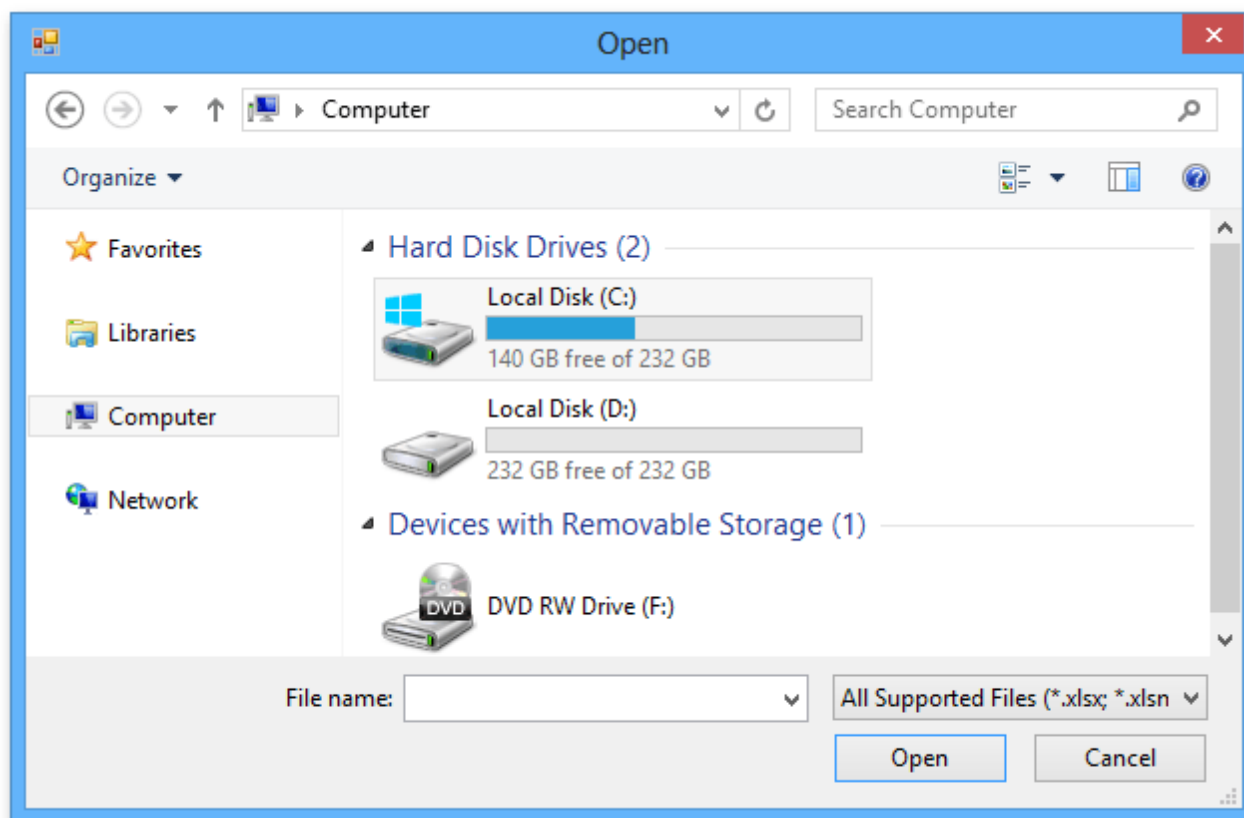 Open
Computer
Search Computer
Organize
Favorites
Libraries
Computer
Network
Hard Disk Drives (2)
Local Disk (C:)
140 GB free of 232 GB
Local Disk (D:)
232 GB free of 232 GB
Devices with Removable Storage (1)
DVD
DVD RW Drive (F:)
File name:
All Supported Files (*.xlsx; *.xlsn
Open
Cancel